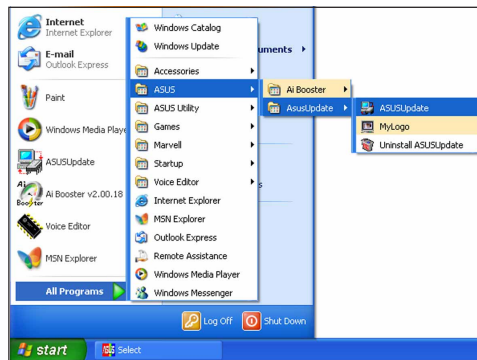 Internet
Internet Explorer
E-mail
Outlook Express
Paint
Windows Media Playe
ASUSUpdate
Ai Booster v2.00.18
Voice Editor
MSN Explorer
All Programs
Windows Catalog
Windows Update
Accessories
ASUS
ASUS Utility
Games
Marvell
Startup
Voice Editor
Internet Explorer
MSN Explorer
Outlook Express
Remote Assistance
Windows Media Player
Windows Messenger
uments
s
Ai Booster
AsusUpdate
ASUSUpdate
MyLogo
Uninstall ASUSUpdate
Log Off
Shut Down
start
Select